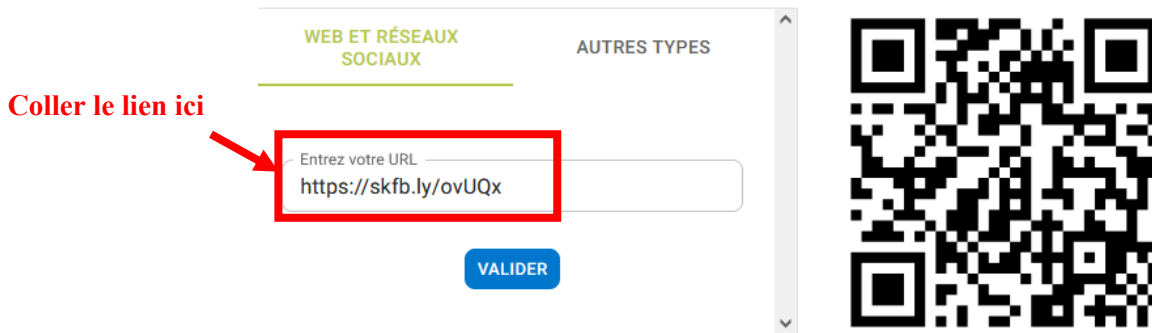 WEB ET RÉSEAUX
SOCIAUX
AUTRES TYPES
Coller le lien ici
Entrez votre URL
https://skfb.ly/ovUQx
VALIDER